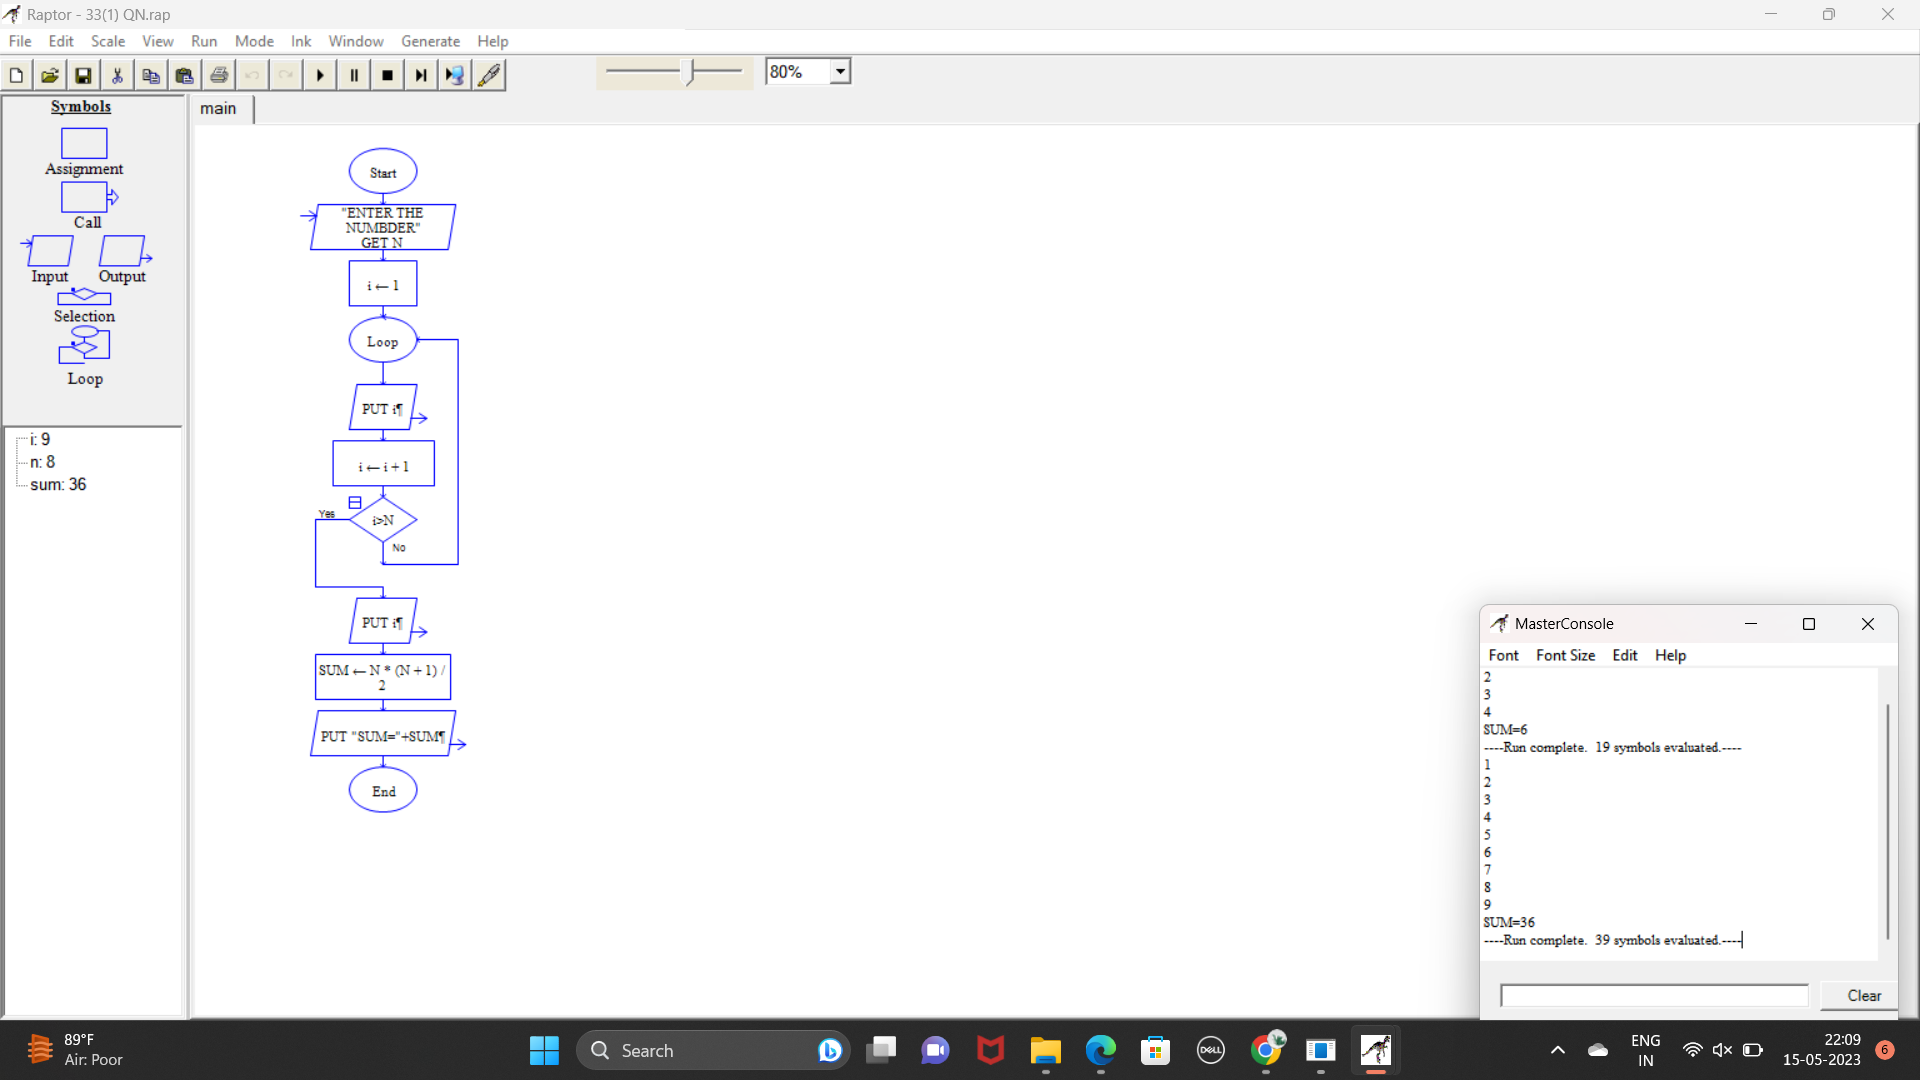 Raptor - 33(1) QN.rap
File Edit Scale View Run Mode Ink Window Generate Help
80%
Symbols
Assignment
Call
Input Output
Selection
Loop
i: 9
n: 8
sum: 36
main
Start
"ENTER THE
NUMBDER"
GET N
i ← 1
Loop
PUT i¶
i ← i + 1
Yes
i>N
No
PUT i¶
SUM ← N * (N + 1) /
2
PUT "SUM="+SUM¶
End
MasterConsole
Font Font Size Edit Help
2
3
4
SUM=6
----Run complete.  19 symbols evaluated.----
1
2
3
4
5
6
7
8
9
SUM=36
----Run complete.  39 symbols evaluated.----
Clear
89°F
Air: Poor
Search
DELL
ENG
IN
22:09
15-05-2023
6